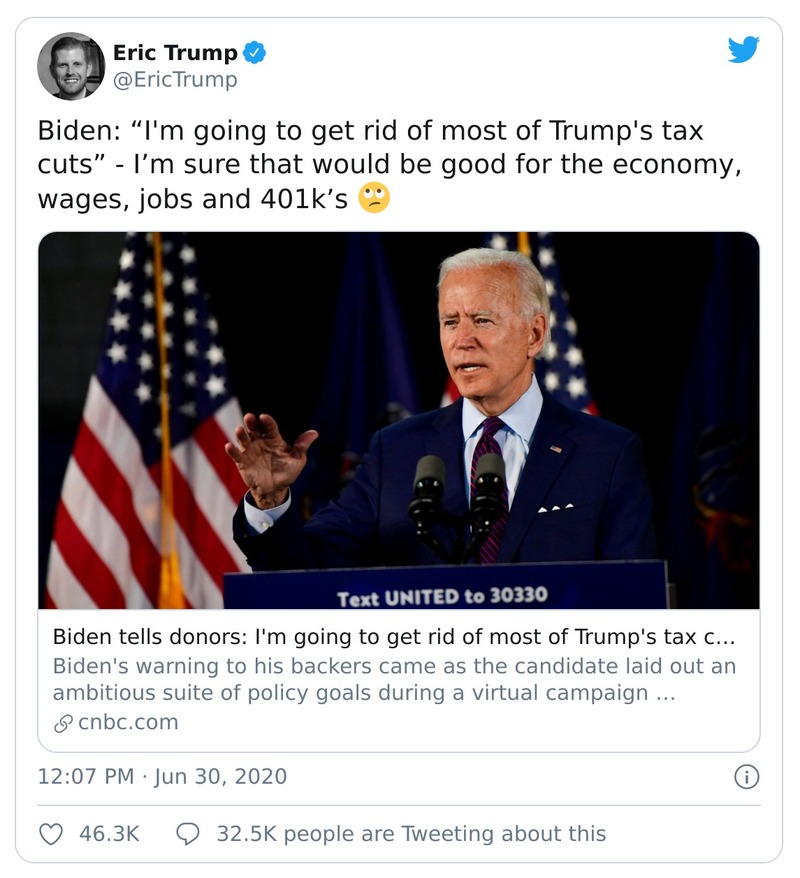 Eric Trump
@EricTrump
Biden: “I'm going to get rid of most of Trump's tax
cuts” - I’m sure that would be good for the economy,
wages, jobs and 401k’s 🙄
Text UNITED to 30330
Biden tells donors: I'm going to get rid of most of Trump's tax c...
Biden's warning to his backers came as the candidate laid out an
ambitious suite of policy goals during a virtual campaign ...
cnbc.com
12:07 PM · Jun 30, 2020
46.3K 32.5K people are Tweeting about this